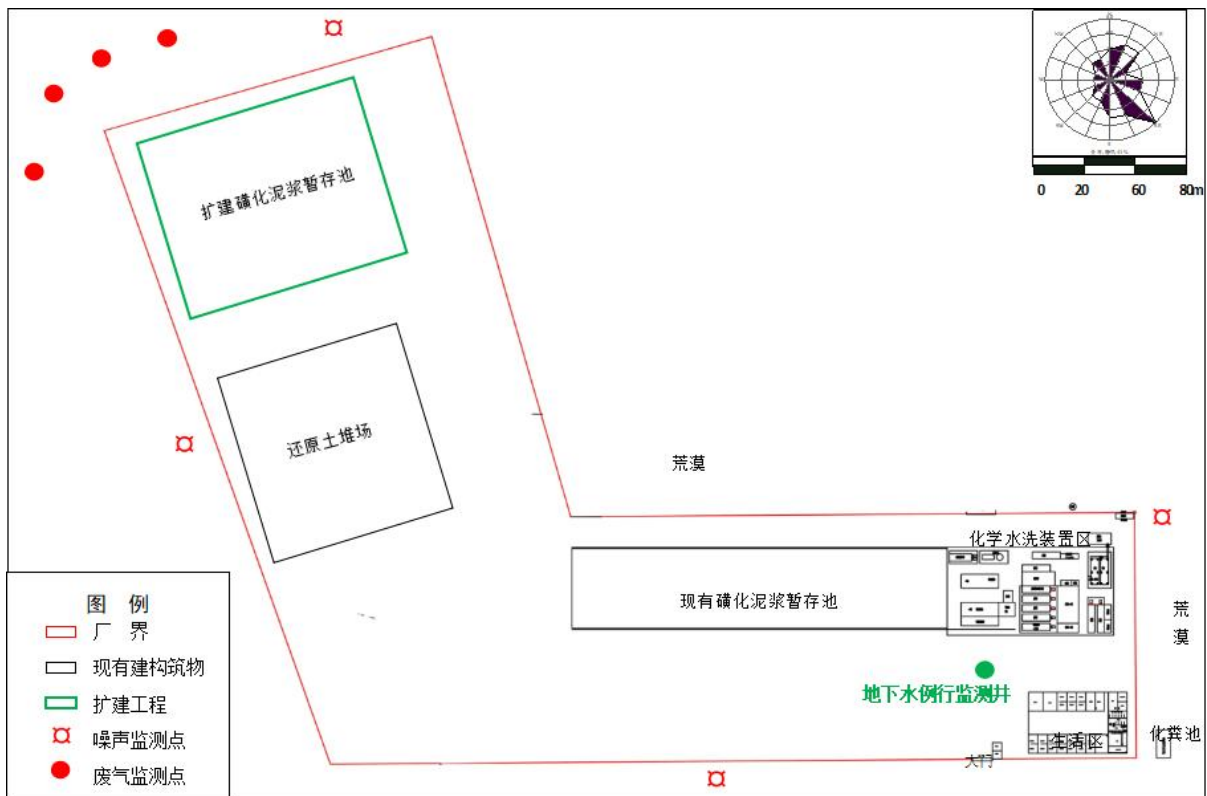 0 20 60 80m
扩建磺化泥浆暂存池
还原土堆场
荒漠
化学水洗装置区
现有磺化泥浆暂存池
荒
漠
地下水例行监测井
生活区
化粪池
大门
图 例
厂 界
现有建构筑物
扩建工程
噪声监测点
废气监测点